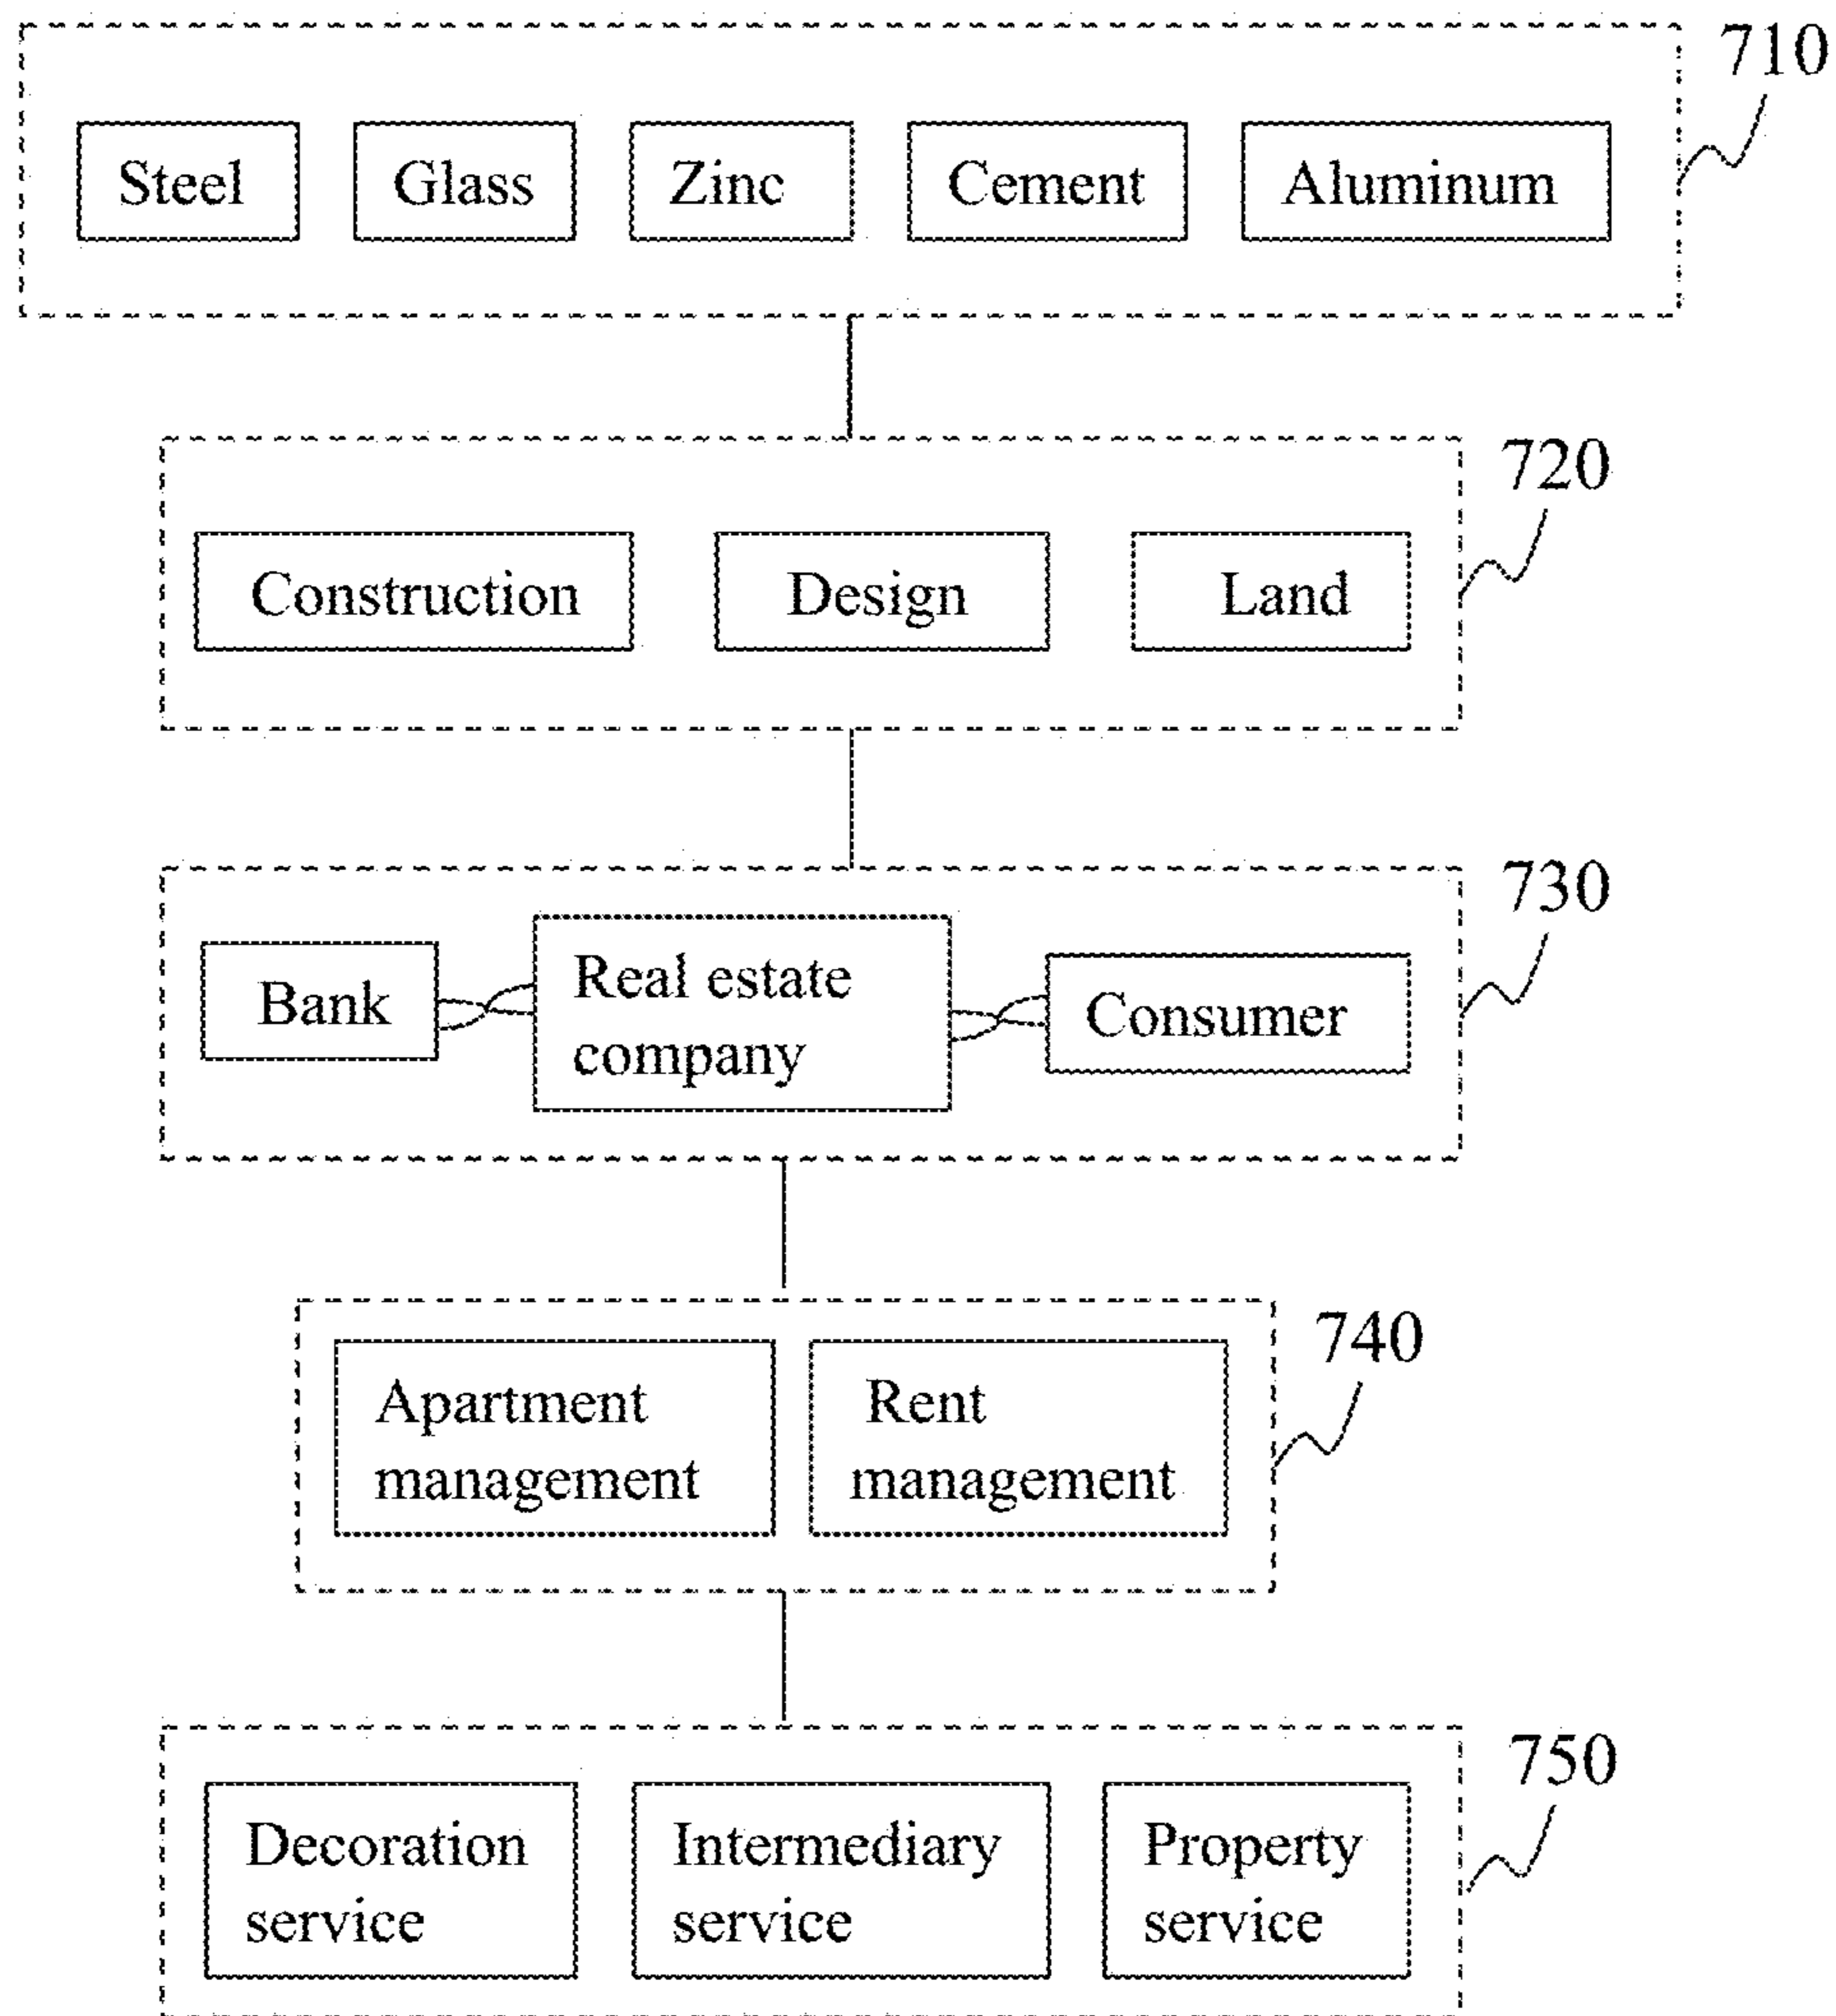 710
Steel Glass Zinc Cement Aluminum
720
Construction Design Land
730
Bank
Real estate
company
Consumer
740
Apartment
management
Rent
management
750
Decoration
service
Intermediary
service
Property
service